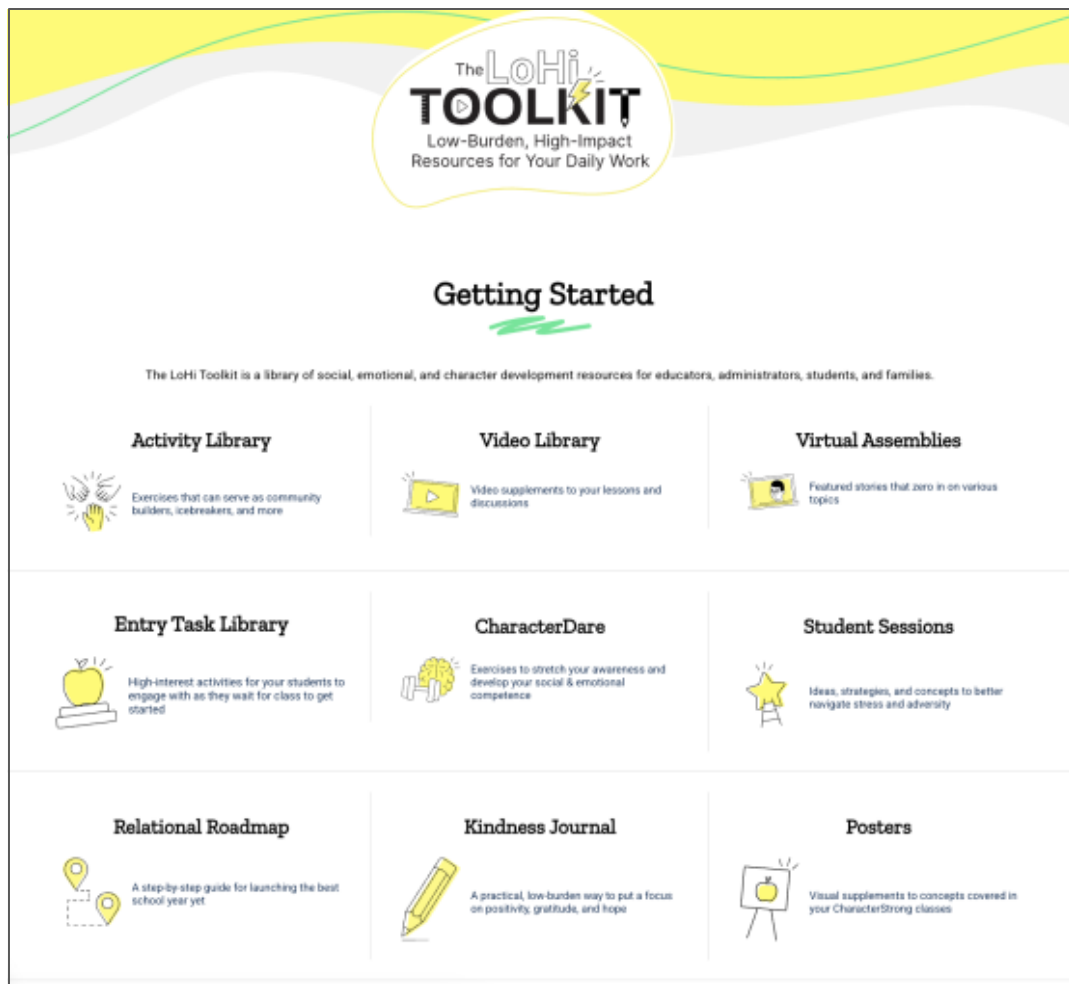 The LoHi
TOOLKIT
Low-Burden, High-Impact
Resources for Your Daily Work
Getting Started
The LoHi Toolkit is a library of social, emotional, and character development resources for educators, administrators, students, and families.
Activity Library
Exercises that can serve as community
builders, icebreakers, and more
Video Library
Video supplements to your lessons and
discussions
Virtual Assemblies
Featured stories that zero in on various
topics
Entry Task Library
High-interest activities for your students to
engage with as they wait for class to get
started
CharacterDare
Exercises to stretch your awareness and
develop your social & emotional
competence
Student Sessions
Ideas, strategies, and concepts to better
navigate stress and adversity
Relational Roadmap
A step-by-step guide for launching the best
school year yet
Kindness Journal
A practical, low-burden way to put a focus
on positivity, gratitude, and hope
Posters
Visual supplements to concepts covered in
your CharacterStrong classes